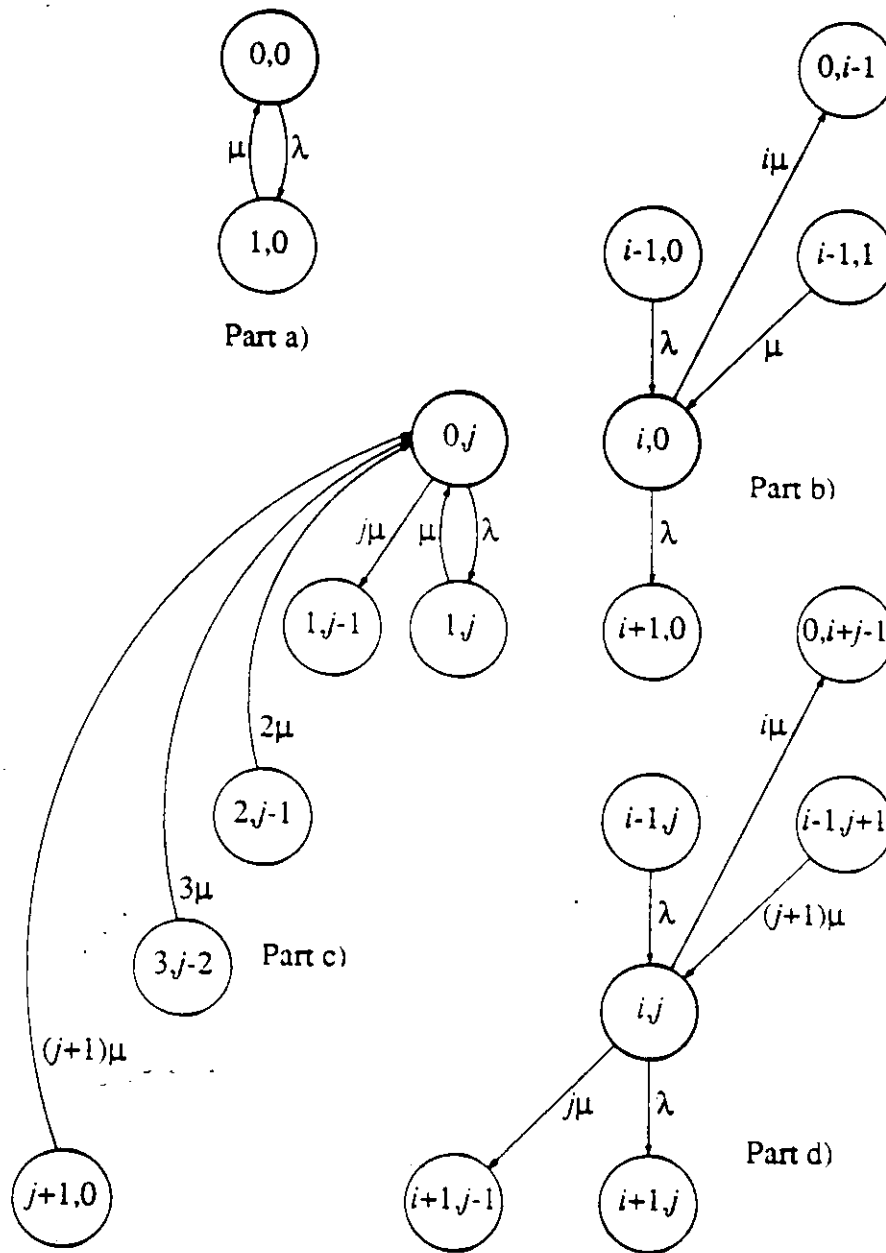 0,0
μ
λ
1,0
Part a)
0,i-1
iμ
i-1,0
i-1,1
λ
μ
i,0
λ
i+1,0
Part b)
0,j
jμ
μ
λ
1,j-1
1,j
2μ
2,j-1
3μ
3,j-2
(j+1)μ
j+1,0
Part c)
0,i+j-1
iμ
i-1,j
i-1,j+1
λ
(j+1)μ
i,j
jμ
λ
i+1,j-1
i+1,j
Part d)